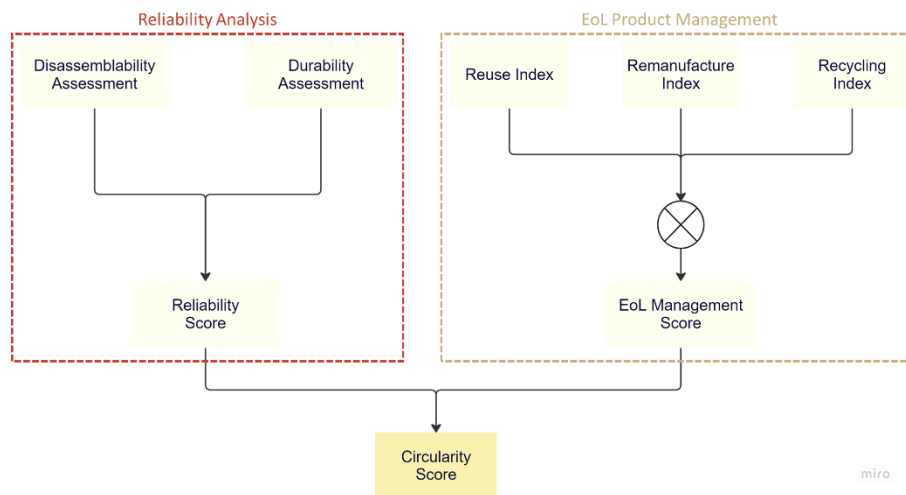 Reliability Analysis
EoL Product Management
Disassemblability
Assessment
Durability
Assessment
Reuse Index
Remanufacture
Index
Recycling
Index
Reliability
Score
EoL Management
Score
Circularity
Score
miro